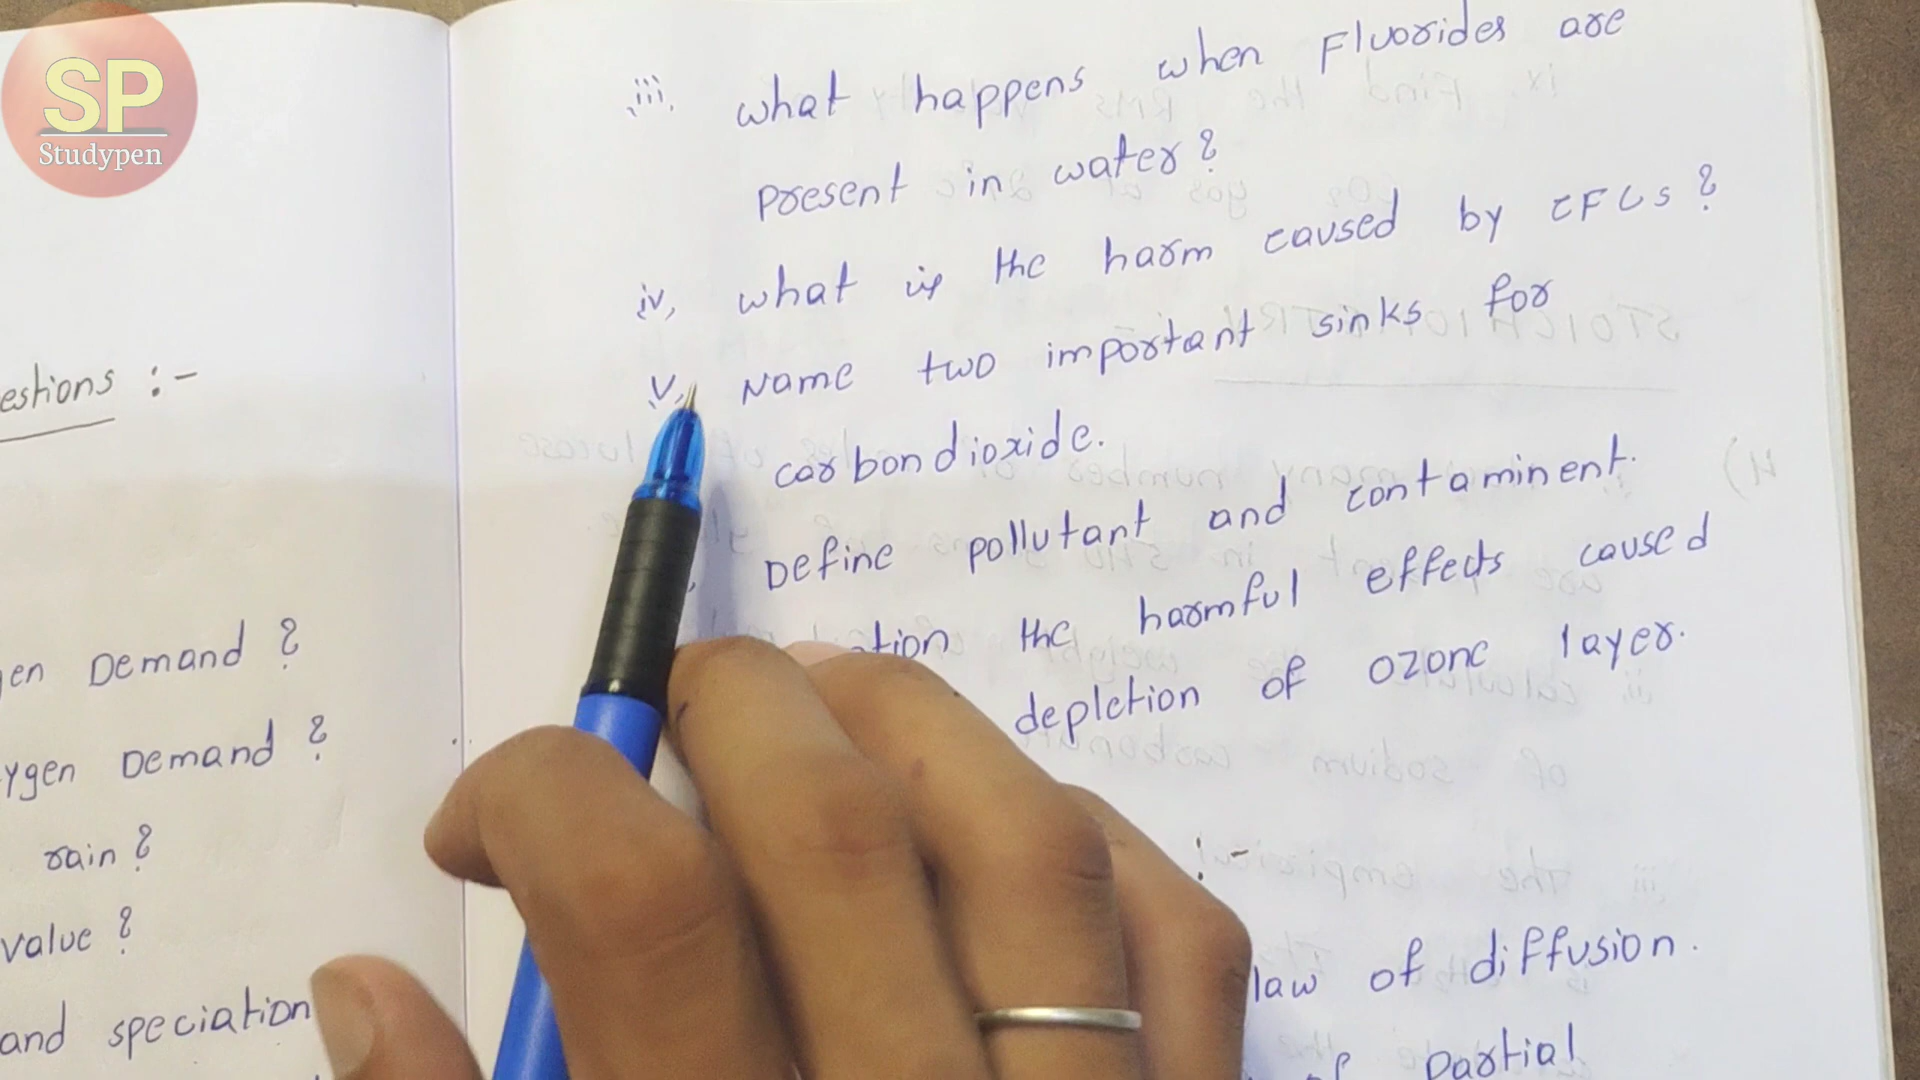 SP
Studypen
estions :-
en Demand ?
ygen Demand ?
rain ?
value ?
and speciation
iii, what happens when Fluorides are
present in water ?
iv, what is the harm caused by CFCs ?
v, Name two important sinks for
carbondioxide.
Define pollutant and contaminent.
tion the harmful effects caused
depletion of ozone layer.
:-
law of diffusion.
of Partial